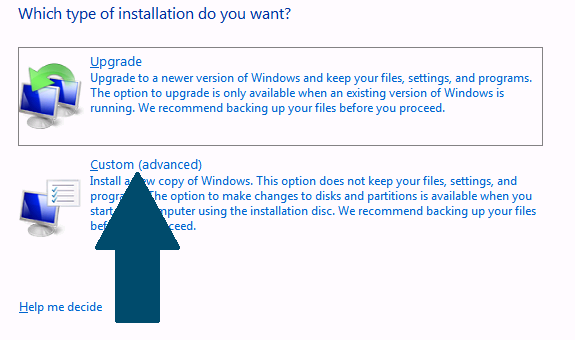 Which type of installation do you want?
Upgrade
Upgrade to a newer version of Windows and keep your files, settings, and programs.
The option to upgrade is only available when an existing version of Windows is
running. We recommend backing up your files before you proceed.
Custom (advanced)
Install a new copy of Windows. This option does not keep your files, settings, and
The option to make changes to disks and partitions is available when you
computer using the installation disc. We recommend backing up your files
Help me decide